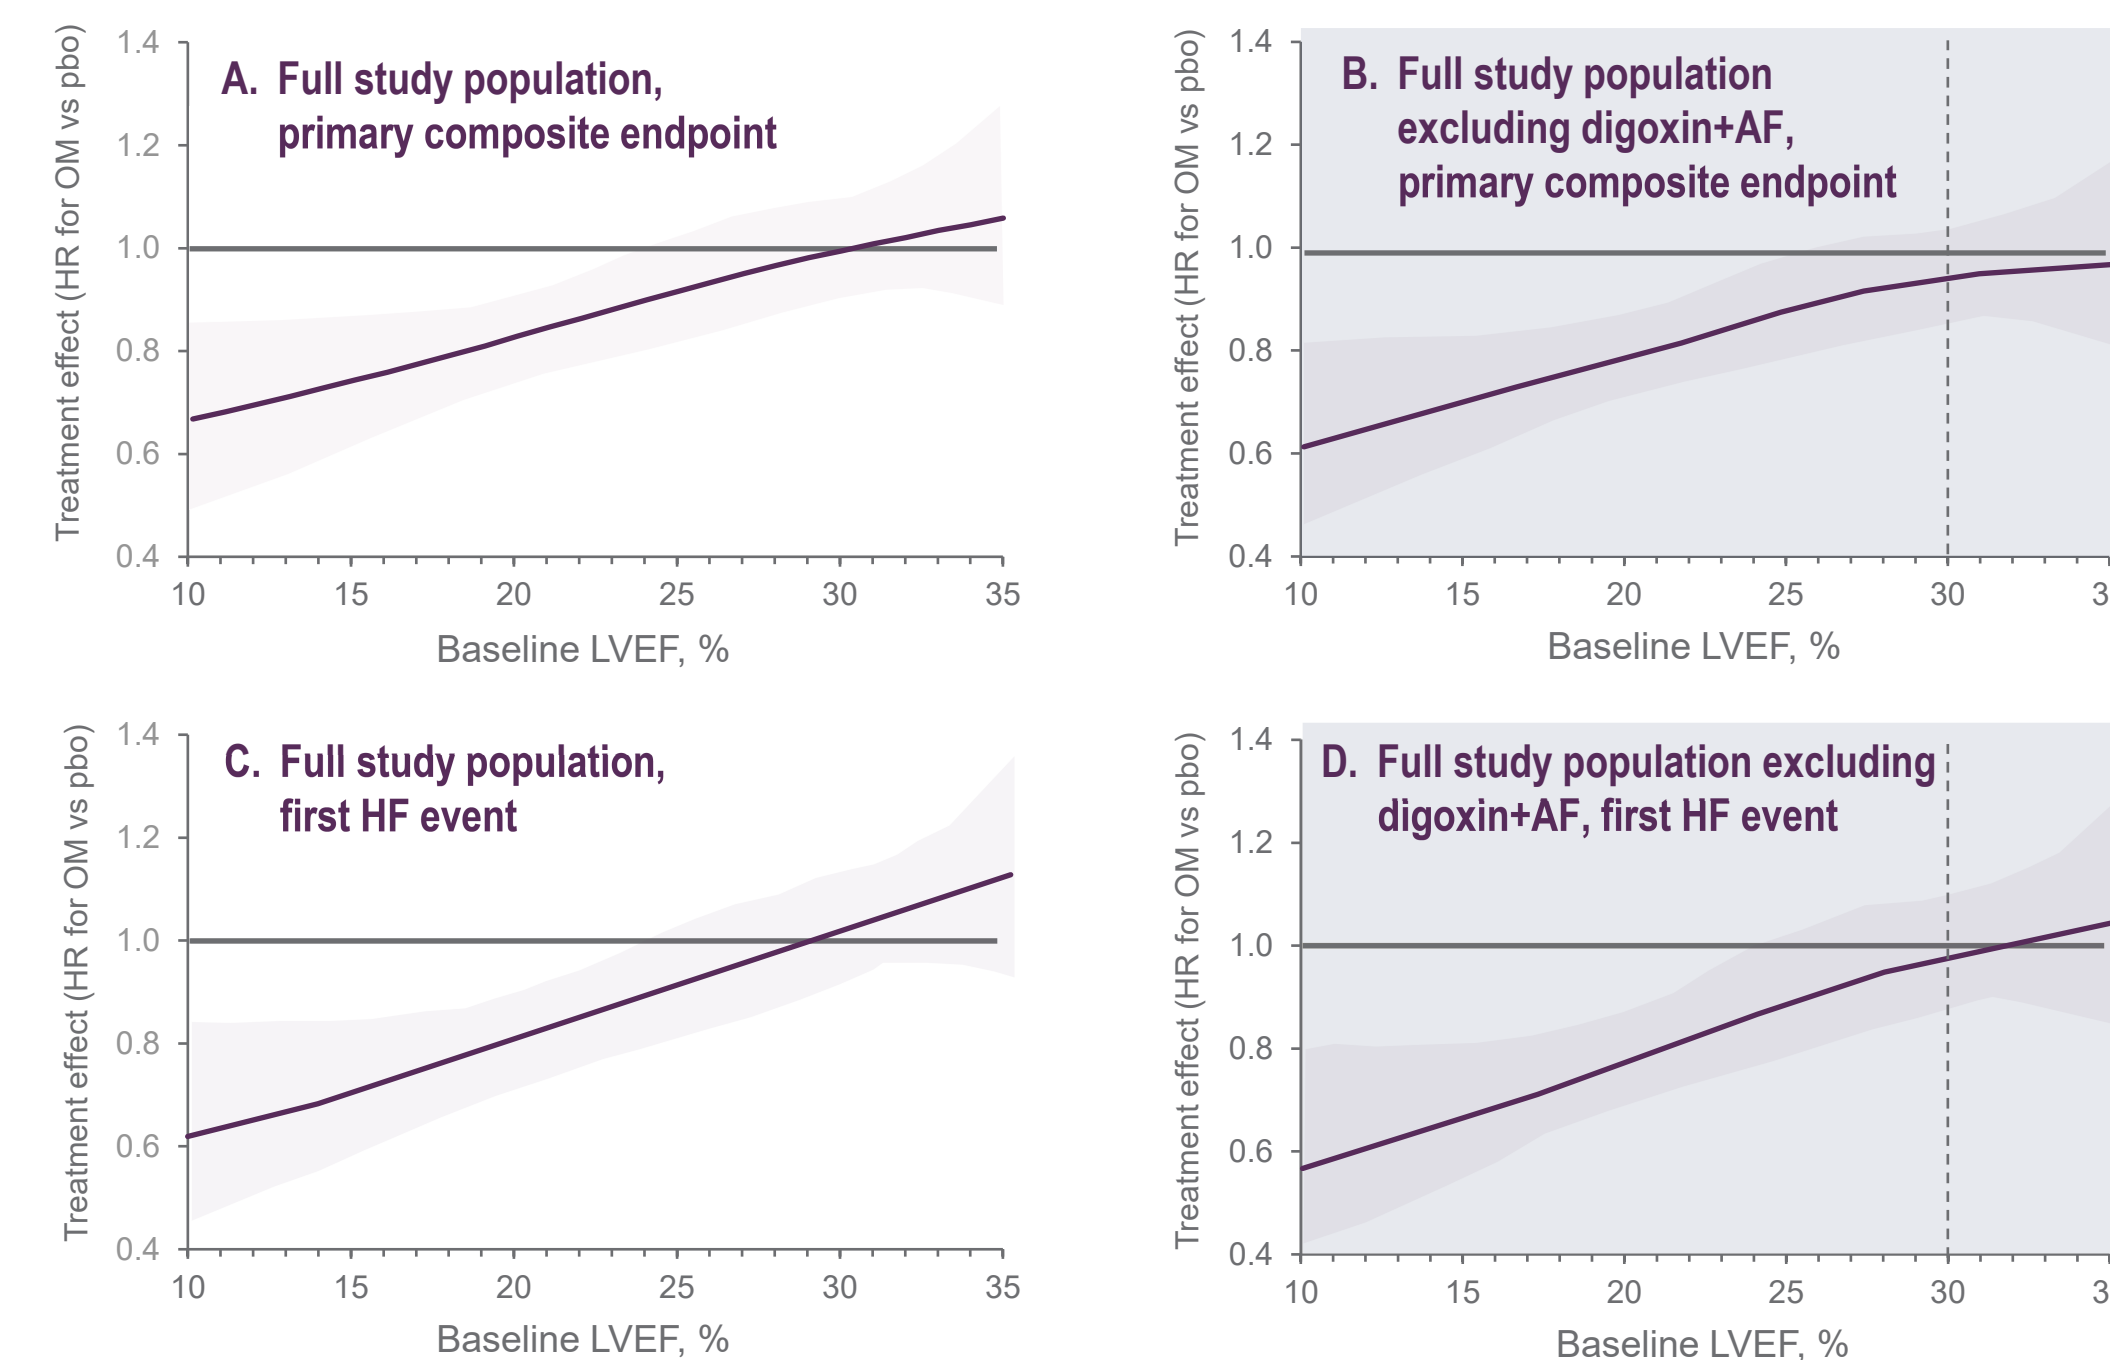 Treatment effect (HR for OM vs pbo)
1.4
1.2
1.0
0.8
0.6
0.4
A. Full study population,
primary composite endpoint
10 15 20 25 30 35
Baseline LVEF, %
Treatment effect (HR for OM vs pbo)
1.4
1.2
1.0
0.8
0.6
0.4
B. Full study population
excluding digoxin+AF,
primary composite endpoint
10 15 20 25 30 3
Baseline LVEF, %
Treatment effect (HR for OM vs pbo)
1.4
1.2
1.0
0.8
0.6
0.4
C. Full study population,
first HF event
10 15 20 25 30 35
Baseline LVEF, %
Treatment effect (HR for OM vs pbo)
1.4
1.2
1.0
0.8
0.6
0.4
D. Full study population excluding
digoxin+AF, first HF event
10 15 20 25 30 3
Baseline LVEF, %